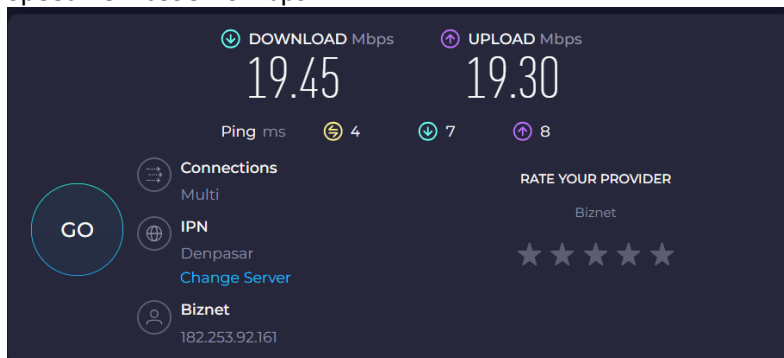 DOWNLOAD Mbps
UPLOAD Mbps
19.45
19.30
Ping ms 4 7 8
Connections
Multi
RATE YOUR PROVIDER
Biznet
GO
IPN
Denpasar
Change Server
Biznet
182.253.92.161